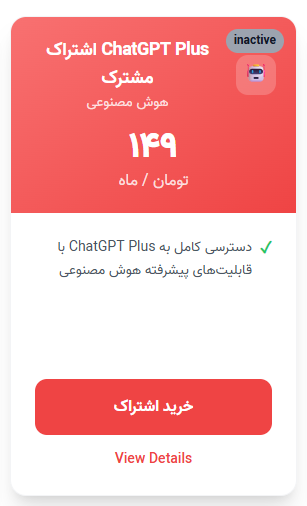 inactive
ChatGPT Plus اشتراک
مشترک
هوش مصنوعی
۱۴۹
تومان / ماه
دسترسی کامل به ChatGPT Plus با
قابلیت‌های پیشرفته هوش مصنوعی
خرید اشتراک
View Details